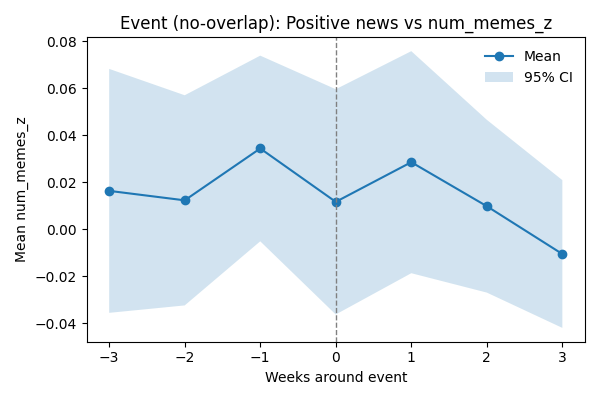 Event (no-overlap): Positive news vs num_memes_z
Mean
95% CI
0.08
0.06
0.04
0.02
0.00
−0.02
−0.04
Mean num_memes_z
−3
−2
−1
0
1
2
3
Weeks around event